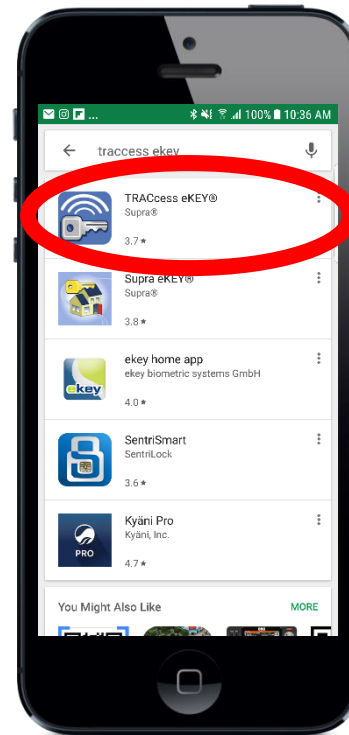 ... 100% 10:36 AM
traccess ekey
TRACcess eKEY®
Supra®
3.7★
Supra eKEY®
Supra®
3.8★
ekey
ekey home app
ekey biometric systems GmbH
4.0★
SentriSmart
SentriLock
3.6★
PRO
Kyäni Pro
Kyäni, Inc.
4.7★
You Might Also Like MORE